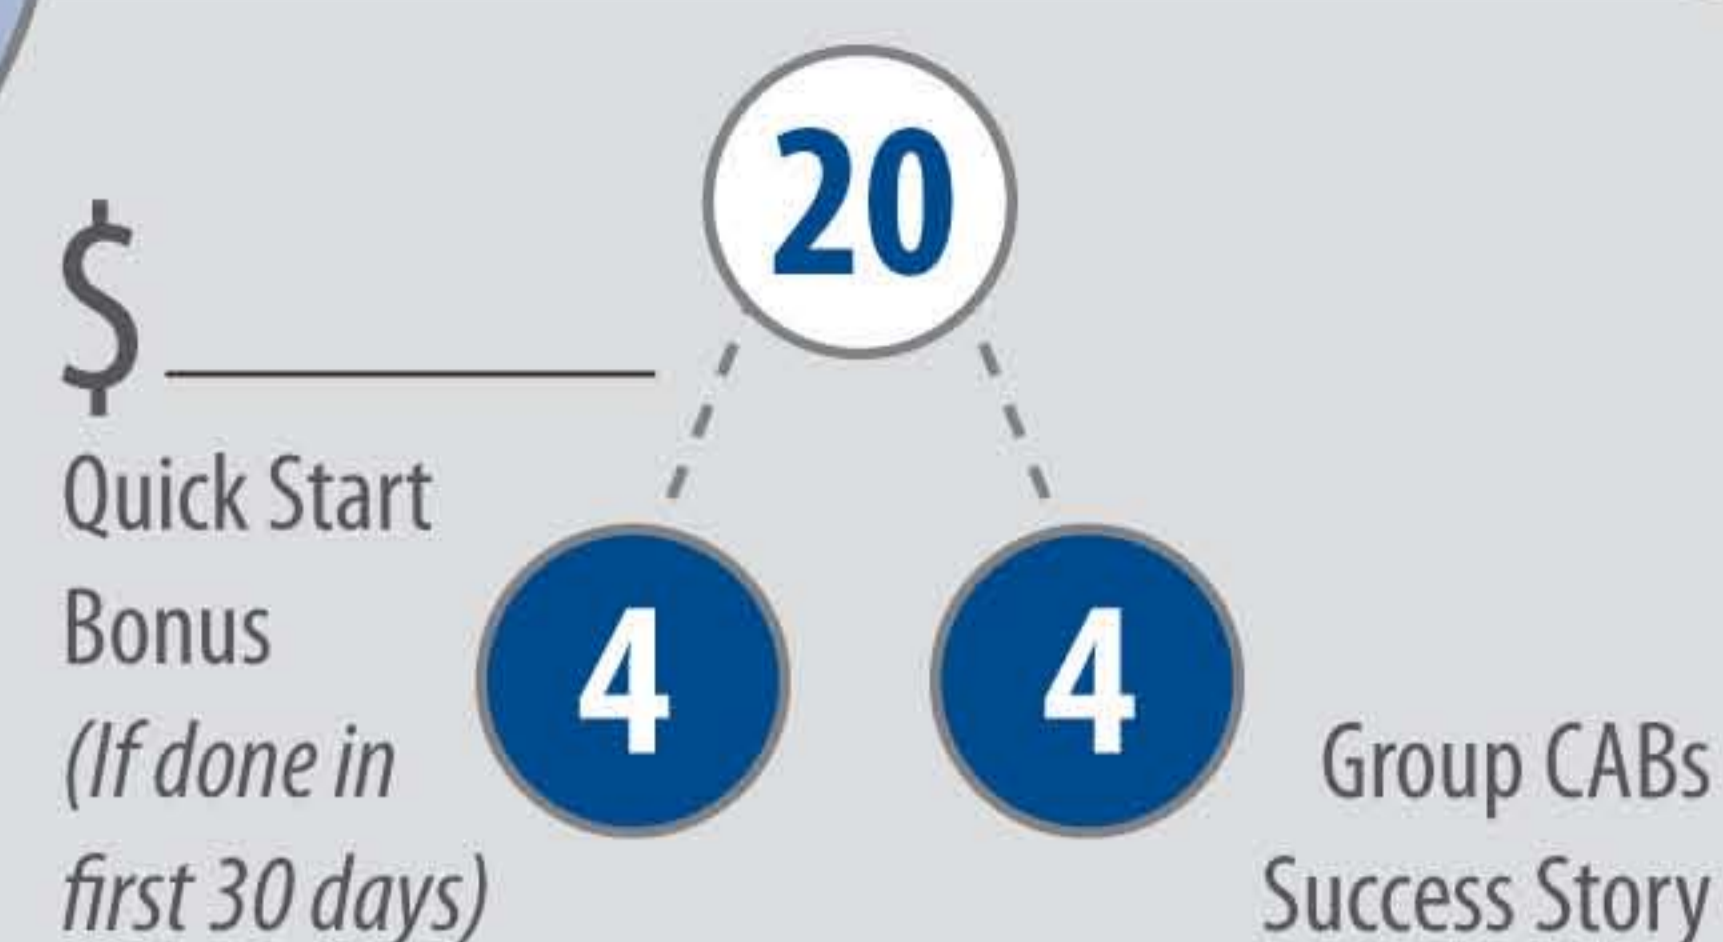 20
$
Quick Start
Bonus
(If done in
first 30 days)
4
4
Group CABs
Success Story